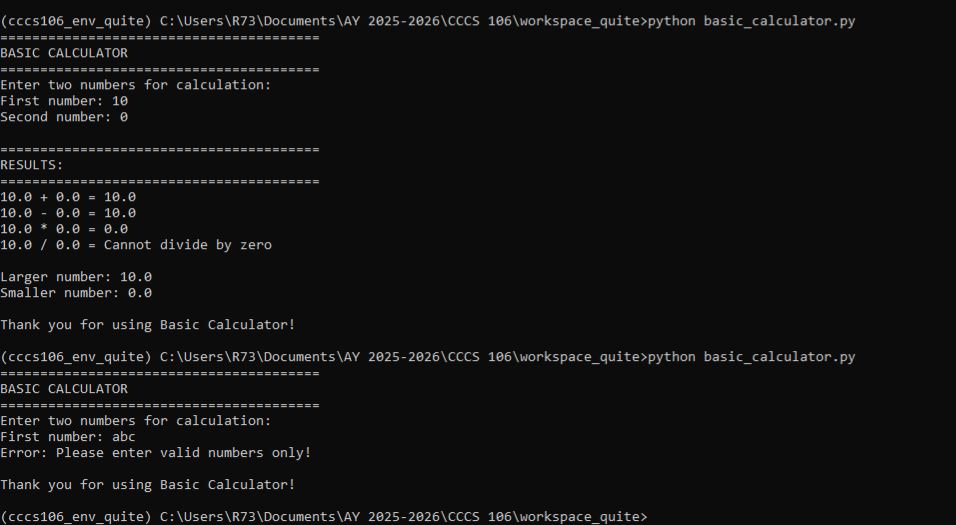 (cccs106_env_quite) C:\Users\R73\Documents\AY 2025-2026\CCCS 106\workspace_quite>python basic_calculator.py
========================================
BASIC CALCULATOR
========================================
Enter two numbers for calculation:
First number: 10
Second number: 0
========================================
RESULTS:
========================================
10.0 + 0.0 = 10.0
10.0 - 0.0 = 10.0
10.0 * 0.0 = 0.0
10.0 / 0.0 = Cannot divide by zero
Larger number: 10.0
Smaller number: 0.0
Thank you for using Basic Calculator!
(cccs106_env_quite) C:\Users\R73\Documents\AY 2025-2026\CCCS 106\workspace_quite>python basic_calculator.py
========================================
BASIC CALCULATOR
========================================
Enter two numbers for calculation:
First number: abc
Error: Please enter valid numbers only!
Thank you for using Basic Calculator!
(cccs106_env_quite) C:\Users\R73\Documents\AY 2025-2026\CCCS 106\workspace_quite>